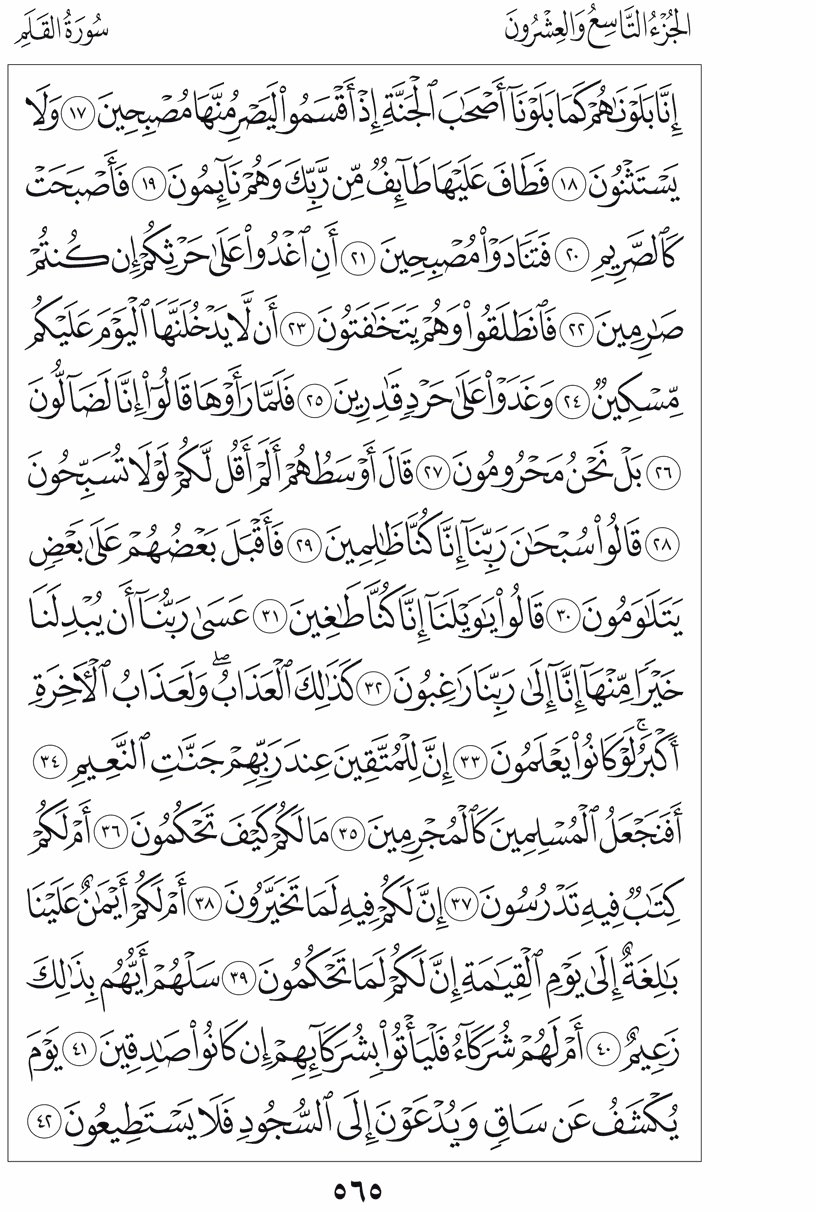 الجُزْءُ التَّاسِعُ وَالعِشْرُونَ
سُورَةُ القَلَمِ
إِنَّا بَلَوْنَٰهُمْ كَمَا بَلَوْنَآ أَصْحَٰبَ ٱلْجَنَّةِ إِذْ أَقْسَمُوا۟ لَيَصْرِمُنَّهَا مُصْبِحِينَ ١٧ وَلَا
يَسْتَثْنُونَ ١٨ فَطَافَ عَلَيْهَا طَآئِفٌ مِّن رَّبِّكَ وَهُمْ نَآئِمُونَ ١٩ فَأَصْبَحَتْ
كَٱلصَّرِيمِ ٢٠ فَتَنَادَوْا۟ مُصْبِحِينَ ٢١ أَنِ ٱغْدُوا۟ عَلَىٰ حَرْثِكُمْ إِن كُنتُمْ
صَٰرِمِينَ ٢٢ فَٱنطَلَقُوا۟ وَهُمْ يَتَخَٰفَتُونَ ٢٣ أَن لَّا يَدْخُلَنَّهَا ٱلْيَوْمَ عَلَيْكُم
مِّسْكِينٌ ٢٤ وَغَدَوْا۟ عَلَىٰ حَرْدٍ قَٰدِرِينَ ٢٥ فَلَمَّا رَأَوْهَا قَالُوٓا۟ إِنَّا لَضَآلُّونَ
٢٦ بَلْ نَحْنُ مَحْرُومُونَ ٢٧ قَالَ أَوْسَطُهُمْ أَلَمْ أَقُل لَّكُمْ لَوْلَا تُسَبِّحُونَ
٢٨ قَالُوا۟ سُبْحَٰنَ رَبِّنَآ إِنَّا كُنَّا ظَٰلِمِينَ ٢٩ فَأَقْبَلَ بَعْضُهُمْ عَلَىٰ بَعْضٍ
يَتَلَٰوَمُونَ ٣٠ قَالُوا۟ يَٰوَيْلَنَآ إِنَّا كُنَّا طَٰغِينَ ٣١ عَسَىٰ رَبُّنَآ أَن يُبْدِلَنَا
خَيْرًا مِّنْهَآ إِنَّآ إِلَىٰ رَبِّنَا رَٰغِبُونَ ٣٢ كَذَٰلِكَ ٱلْعَذَابُ ۖ وَلَعَذَابُ ٱلْأَخِرَةِ
أَكْبَرُ ۚ لَوْ كَانُوا۟ يَعْلَمُونَ ٣٣ إِنَّ لِلْمُتَّقِينَ عِندَ رَبِّهِمْ جَنَّٰتِ ٱلنَّعِيمِ ٣٤
أَفَنَجْعَلُ ٱلْمُسْلِمِينَ كَٱلْمُجْرِمِينَ ٣٥ مَا لَكُمْ كَيْفَ تَحْكُمُونَ ٣٦ أَمْ لَكُمْ
كِتَٰبٌ فِيهِ تَدْرُسُونَ ٣٧ إِنَّ لَكُمْ فِيهِ لَمَا تَخَيَّرُونَ ٣٨ أَمْ لَكُمْ أَيْمَٰنٌ عَلَيْنَا
بَٰلِغَةٌ إِلَىٰ يَوْمِ ٱلْقِيَٰمَةِ إِنَّ لَكُمْ لَمَا تَحْكُمُونَ ٣٩ سَلْهُمْ أَيُّهُم بِذَٰلِكَ
زَعِيمٌ ٤٠ أَمْ لَهُمْ شُرَكَآءُ فَلْيَأْتُوا۟ بِشُرَكَآئِهِمْ إِن كَانُوا۟ صَٰدِقِينَ ٤١ يَوْمَ
يُكْشَفُ عَن سَاقٍ وَيُدْعَوْنَ إِلَى ٱلسُّجُودِ فَلَا يَسْتَطِيعُونَ ٤٢
٥٦٥